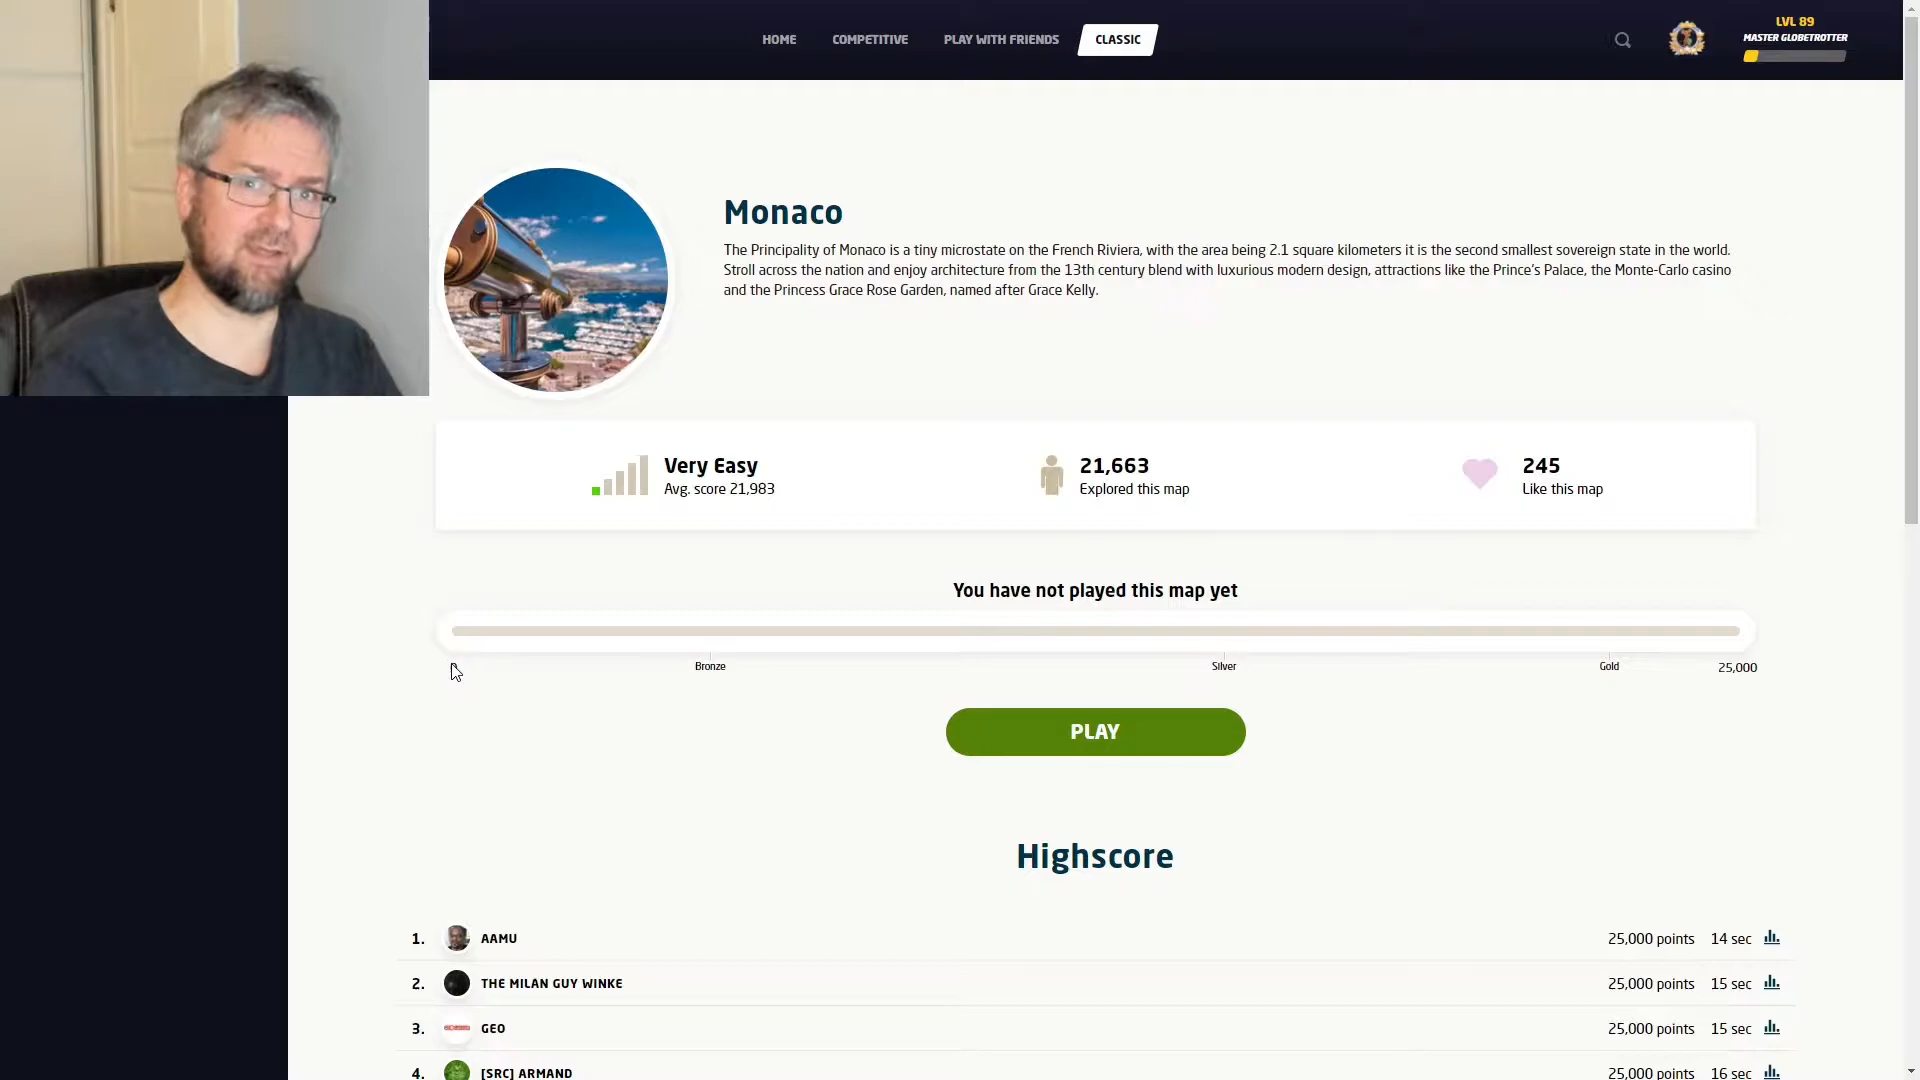 HOME COMPETITIVE PLAY WITH FRIENDS CLASSIC
LVL 89
MASTER GLOBETROTTER
Monaco
The Principality of Monaco is a tiny microstate on the French Riviera, with the area being 2.1 square kilometers it is the second smallest sovereign state in the world.
Stroll across the nation and enjoy architecture from the 13th century blend with luxurious modern design, attractions like the Prince's Palace, the Monte-Carlo casino
and the Princess Grace Rose Garden, named after Grace Kelly.
Very Easy
Avg. score 21,983
21,663
Explored this map
245
Like this map
You have not played this map yet
Bronze Silver Gold 25,000
PLAY
Highscore
1. AAMU 25,000 points 14 sec
2. THE MILAN GUY WINKE 25,000 points 15 sec
3. GEO 25,000 points 15 sec
4. [SRC] ARMAND 25,000 points 16 sec